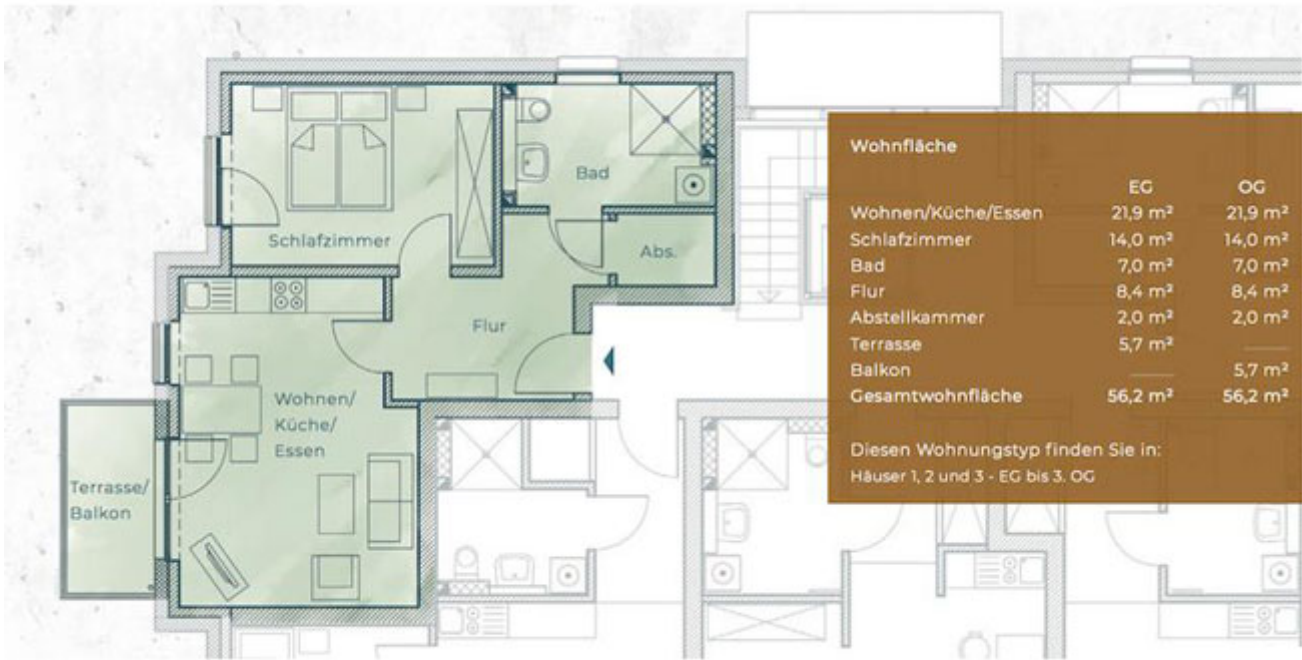 Schlafzimmer
Bad
Abs.
Flur
Wohnen/
Küche/
Essen
Terrasse/
Balkon
Wohnfläche
EG OG
Wohnen/Küche/Essen 21,9 m² 21,9 m²
Schlafzimmer 14,0 m² 14,0 m²
Bad 7,0 m² 7,0 m²
Flur 8,4 m² 8,4 m²
Abstellkammer 2,0 m² 2,0 m²
Terrasse 5,7 m² ____
Balkon ____ 5,7 m²
Gesamtwohnfläche 56,2 m² 56,2 m²
Diesen Wohnungstyp finden Sie in:
Häuser 1, 2 und 3 - EG bis 3. OG